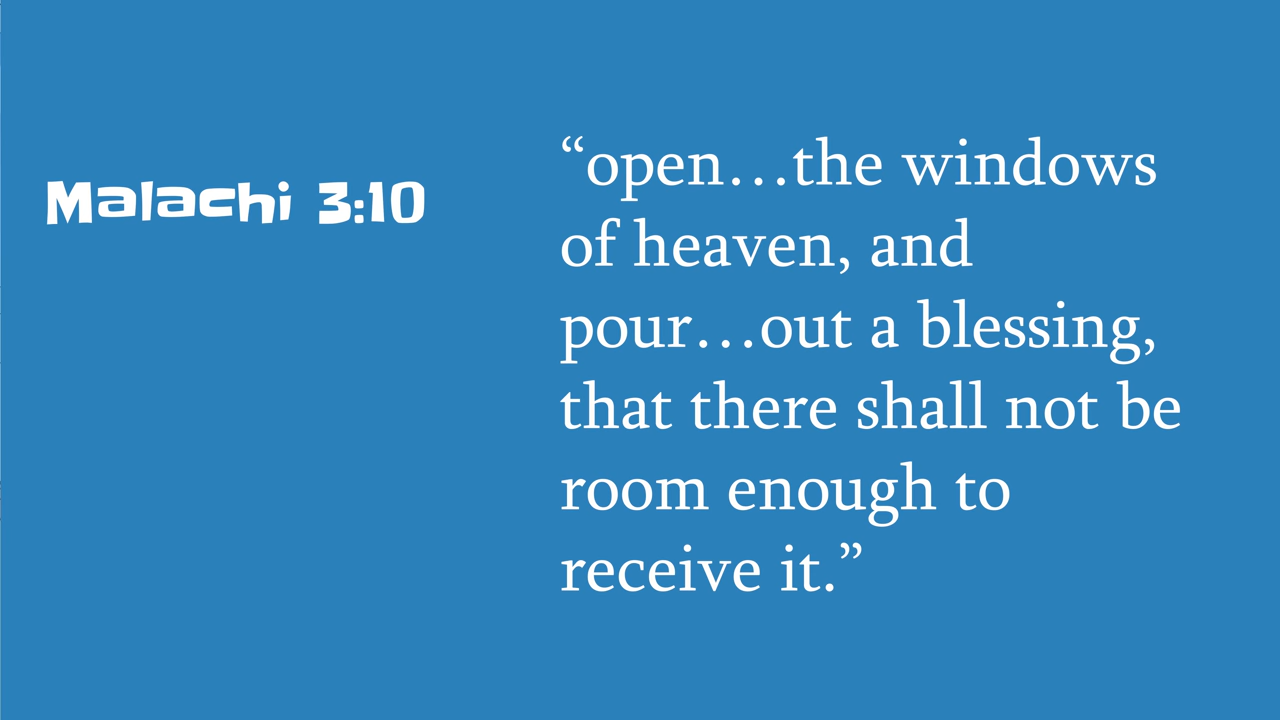 Malachi 3:10
“open…the windows
of heaven, and
pour…out a blessing,
that there shall not be
room enough to
receive it.”